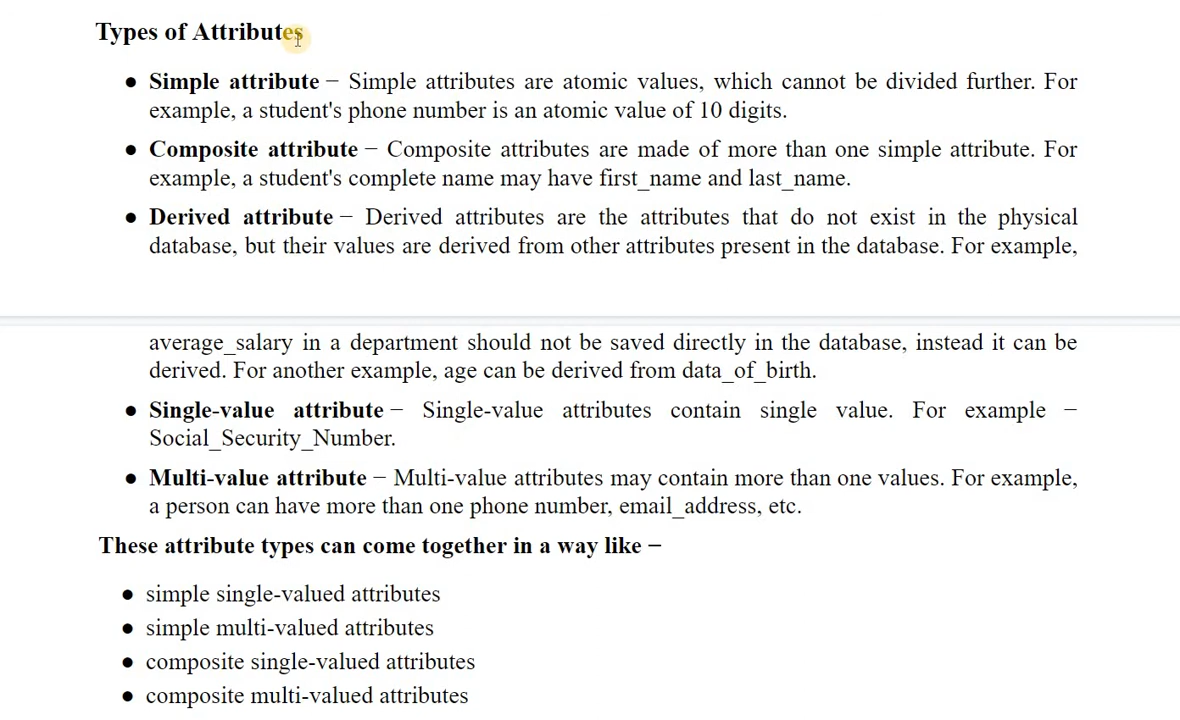 Types of Attributes
● Simple attribute − Simple attributes are atomic values, which cannot be divided further. For
example, a student's phone number is an atomic value of 10 digits.
● Composite attribute − Composite attributes are made of more than one simple attribute. For
example, a student's complete name may have first_name and last_name.
● Derived attribute − Derived attributes are the attributes that do not exist in the physical
database, but their values are derived from other attributes present in the database. For example,
average_salary in a department should not be saved directly in the database, instead it can be
derived. For another example, age can be derived from data_of_birth.
● Single-value attribute − Single-value attributes contain single value. For example −
Social_Security_Number.
● Multi-value attribute − Multi-value attributes may contain more than one values. For example,
a person can have more than one phone number, email_address, etc.
These attribute types can come together in a way like −
● simple single-valued attributes
● simple multi-valued attributes
● composite single-valued attributes
● composite multi-valued attributes